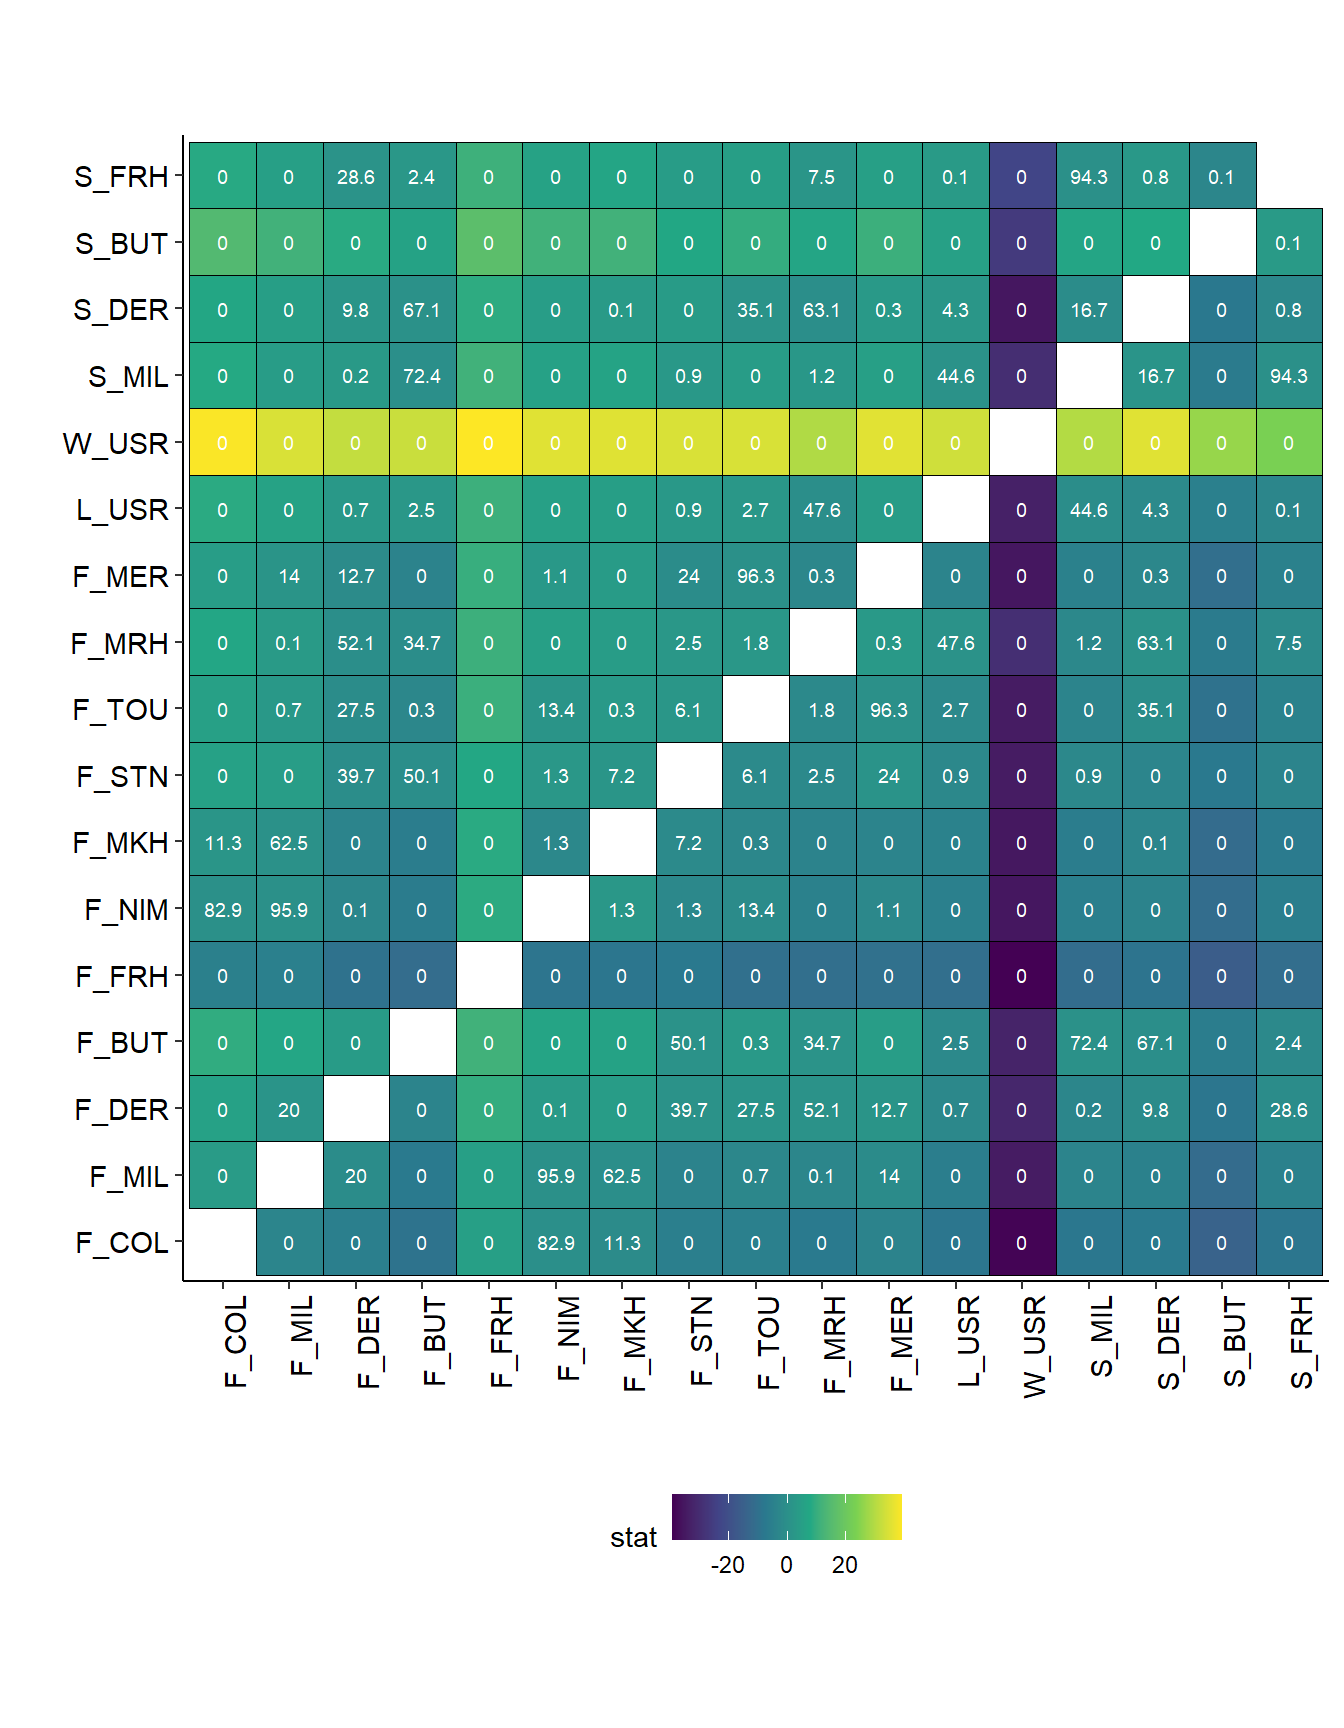 S_FRH 0 0 28.6 2.4 0 0 0 0 0 7.5 0 0.1 0 94.3 0.8 0.1
S_BUT 0 0 0 0 0 0 0 0 0 0 0 0 0 0 0 0.1
S_DER 0 0 9.8 67.1 0 0 0.1 0 35.1 63.1 0.3 4.3 0 16.7 0 0.8
S_MIL 0 0 0.2 72.4 0 0 0 0.9 0 1.2 0 44.6 0 16.7 0 94.3
W_USR 0 0 0 0 0 0 0 0 0 0 0 0 0 0 0 0
L_USR 0 0 0.7 2.5 0 0 0 0.9 2.7 47.6 0 0 44.6 4.3 0 0.1
F_MER 0 14 12.7 0 0 1.1 0 24 96.3 0.3 0 0 0 0.3 0 0
F_MRH 0 0.1 52.1 34.7 0 0 0 2.5 1.8 0.3 47.6 0 1.2 63.1 0 7.5
F_TOU 0 0.7 27.5 0.3 0 13.4 0.3 6.1 1.8 96.3 2.7 0 0 35.1 0 0
F_STN 0 0 39.7 50.1 0 1.3 7.2 6.1 2.5 24 0.9 0 0.9 0 0 0
F_MKH 11.3 62.5 0 0 0 1.3 7.2 0.3 0 0 0 0 0 0.1 0 0
F_NIM 82.9 95.9 0.1 0 0 1.3 1.3 13.4 0 1.1 0 0 0 0 0 0
F_FRH 0 0 0 0 0 0 0 0 0 0 0 0 0 0 0 0
F_BUT 0 0 0 0 0 0 50.1 0.3 34.7 0 2.5 0 72.4 67.1 0 2.4
F_DER 0 20 0 0 0.1 0 39.7 27.5 52.1 12.7 0.7 0 0.2 9.8 0 28.6
F_MIL 0 20 0 0 95.9 62.5 0 0.7 0.1 14 0 0 0 0 0 0
F_COL 0 0 0 0 82.9 11.3 0 0 0 0 0 0 0 0 0 0
F_COL F_MIL F_DER F_BUT F_FRH F_NIM F_MKH F_STN F_TOU F_MRH F_MER L_USR W_USR S_MIL S_DER S_BUT S_FRH
stat
-20 0 20